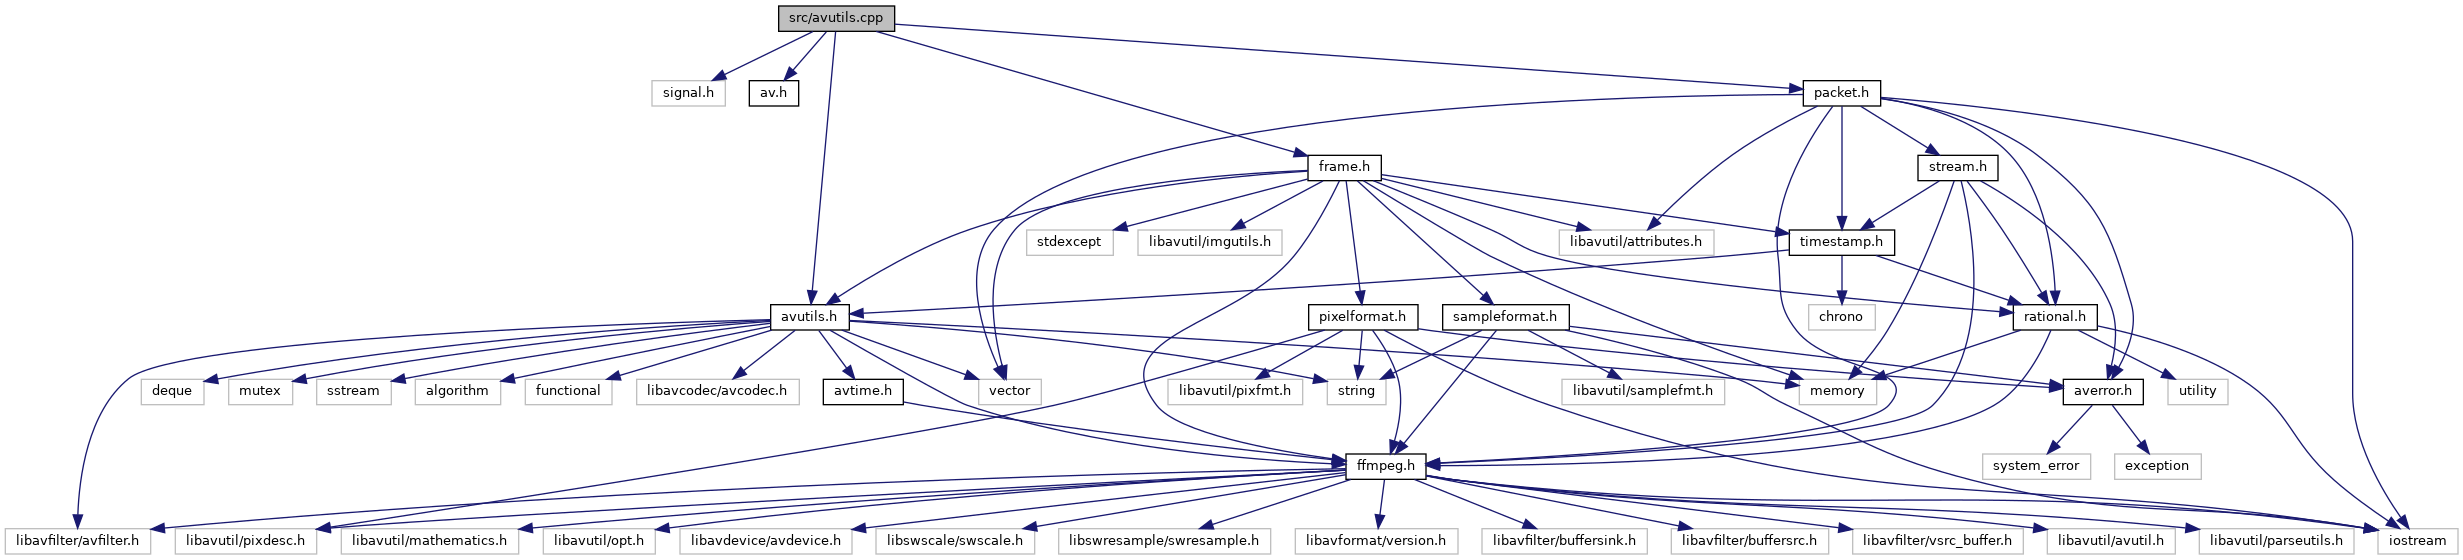 src/avutils.cpp
signal.h
av.h
packet.h
frame.h
stream.h
stdexcept
libavutil/imgutils.h
libavutil/attributes.h
timestamp.h
avutils.h
pixelformat.h
sampleformat.h
chrono
rational.h
deque
mutex
sstream
algorithm
functional
libavcodec/avcodec.h
avtime.h
vector
libavutil/pixfmt.h
string
libavutil/samplefmt.h
memory
averror.h
utility
ffmpeg.h
system_error
exception
libavfilter/avfilter.h
libavutil/pixdesc.h
libavutil/mathematics.h
libavutil/opt.h
libavdevice/avdevice.h
libswscale/swscale.h
libswresample/swresample.h
libavformat/version.h
libavfilter/buffersink.h
libavfilter/buffersrc.h
libavfilter/vsrc_buffer.h
libavutil/avutil.h
libavutil/parseutils.h
iostream